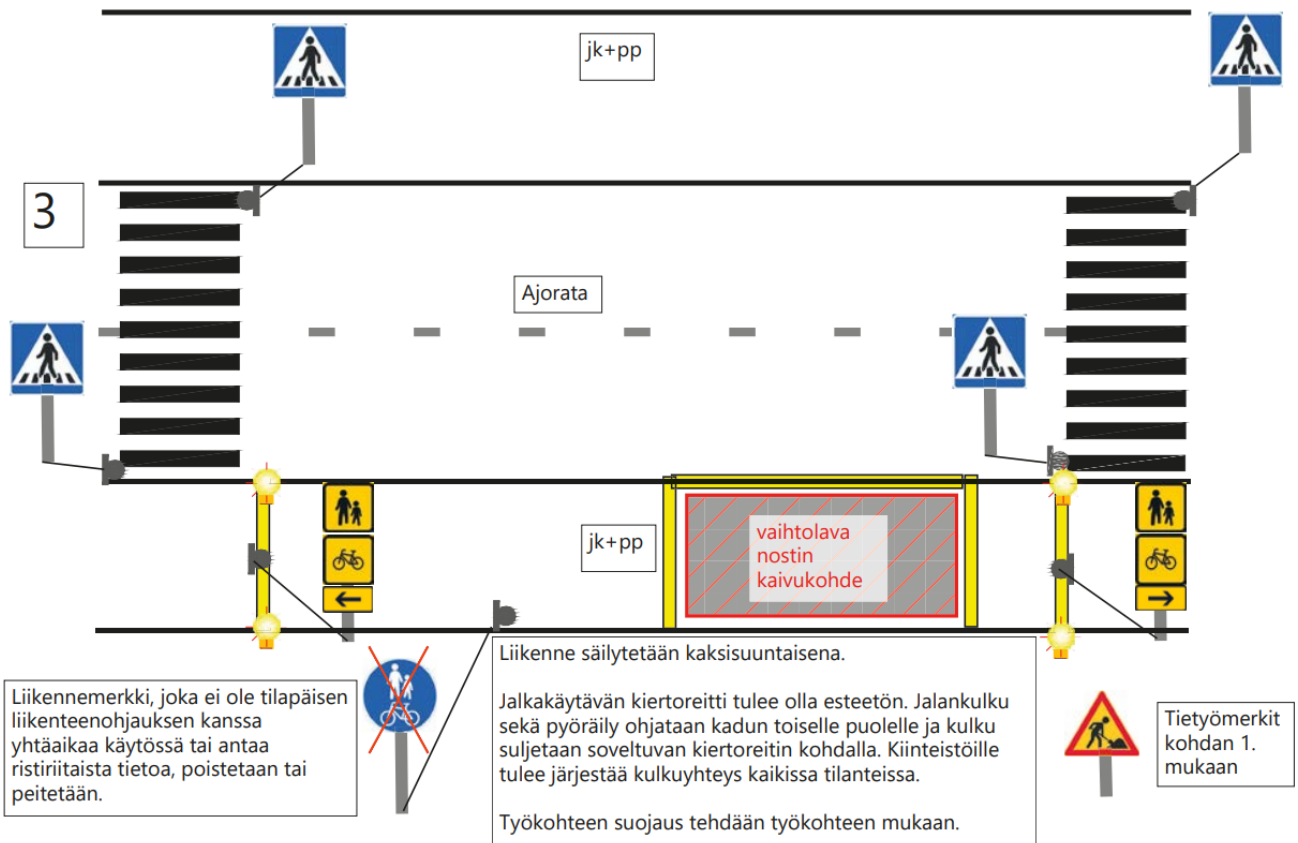 jk+pp
3
Ajorata
jk+pp
vaihtolava
nostin
kaivukohde
Liikennemerkki, joka ei ole tilapäisen
liikenteenohjauksen kanssa
yhtäaikaa käytössä tai antaa
ristiriitaista tietoa, poistetaan tai
peitetään.
Liikenne säilytetään kaksisuuntaisena.
Jalkakäytävän kiertoreitti tulee olla esteetön. Jalankulku
sekä pyöräily ohjataan kadun toiselle puolelle ja kulku
suljetaan soveltuvan kiertoreitin kohdalla. Kiinteistöille
tulee järjestää kulkuyhteys kaikissa tilanteissa.
Työkohteen suojaus tehdään työkohteen mukaan.
Tietyömerkit
kohdan 1.
mukaan